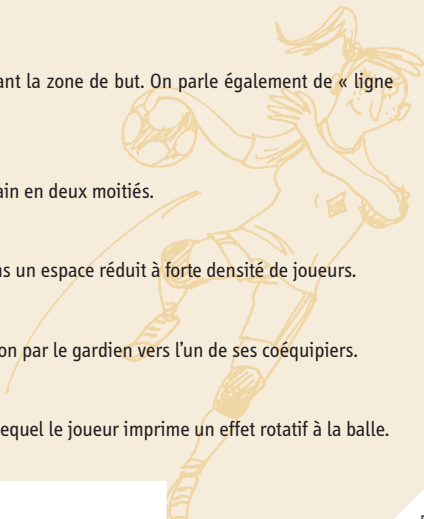 ant la zone de but. On parle également de « ligne
ain en deux moitiés.
ns un espace réduit à forte densité de joueurs.
on par le gardien vers l'un de ses coéquipiers.
equel le joueur imprime un effet rotatif à la balle.